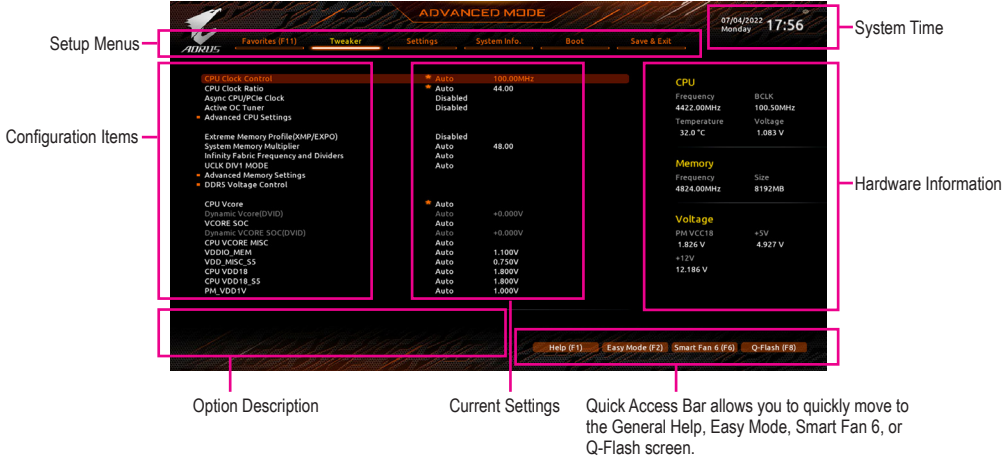 ADVANCED MODE
07/04/2022 17:56
Monday
System Time
Setup Menus
AORUS
Favorites (F11) Tweaker Settings System Info. Boot Save & Exit
Configuration Items
CPU Clock Control Auto 100.00MHz
CPU Clock Ratio Auto 44.00
Async CPU/PCIe Clock Disabled
Active OC Tuner Disabled
Advanced CPU Settings
Extreme Memory Profile(XMP/EXPO) Disabled
System Memory Multiplier Auto 48.00
Infinity Fabric Frequency and Dividers Auto
UCLK DIV1 MODE Auto
Advanced Memory Settings
DDR5 Voltage Control
CPU Vcore Auto
Dynamic Vcore(DVID) Auto +0.000V
VCORE SOC Auto
Dynamic VCORE SOC(DVID) Auto +0.000V
CPU VCORE MISC Auto
VDDIO_MEM Auto 1.100V
VDD_MISC_S5 Auto 0.750V
CPU VDD18 Auto 1.800V
CPU VDD18_S5 Auto 1.800V
PM_VDD1V Auto 1.000V
CPU
Frequency BCLK
4422.00MHz 100.50MHz
Temperature Voltage
32.0 °C 1.083 V
Memory
Frequency Size
4824.00MHz 8192MB
Voltage
PM VCC18 +5V
1.826 V 4.927 V
+12V
12.186 V
Hardware Information
Help (F1) Easy Mode (F2) Smart Fan 6 (F6) Q-Flash (F8)
Option Description
Current Settings
Quick Access Bar allows you to quickly move to
the General Help, Easy Mode, Smart Fan 6, or
Q-Flash screen.